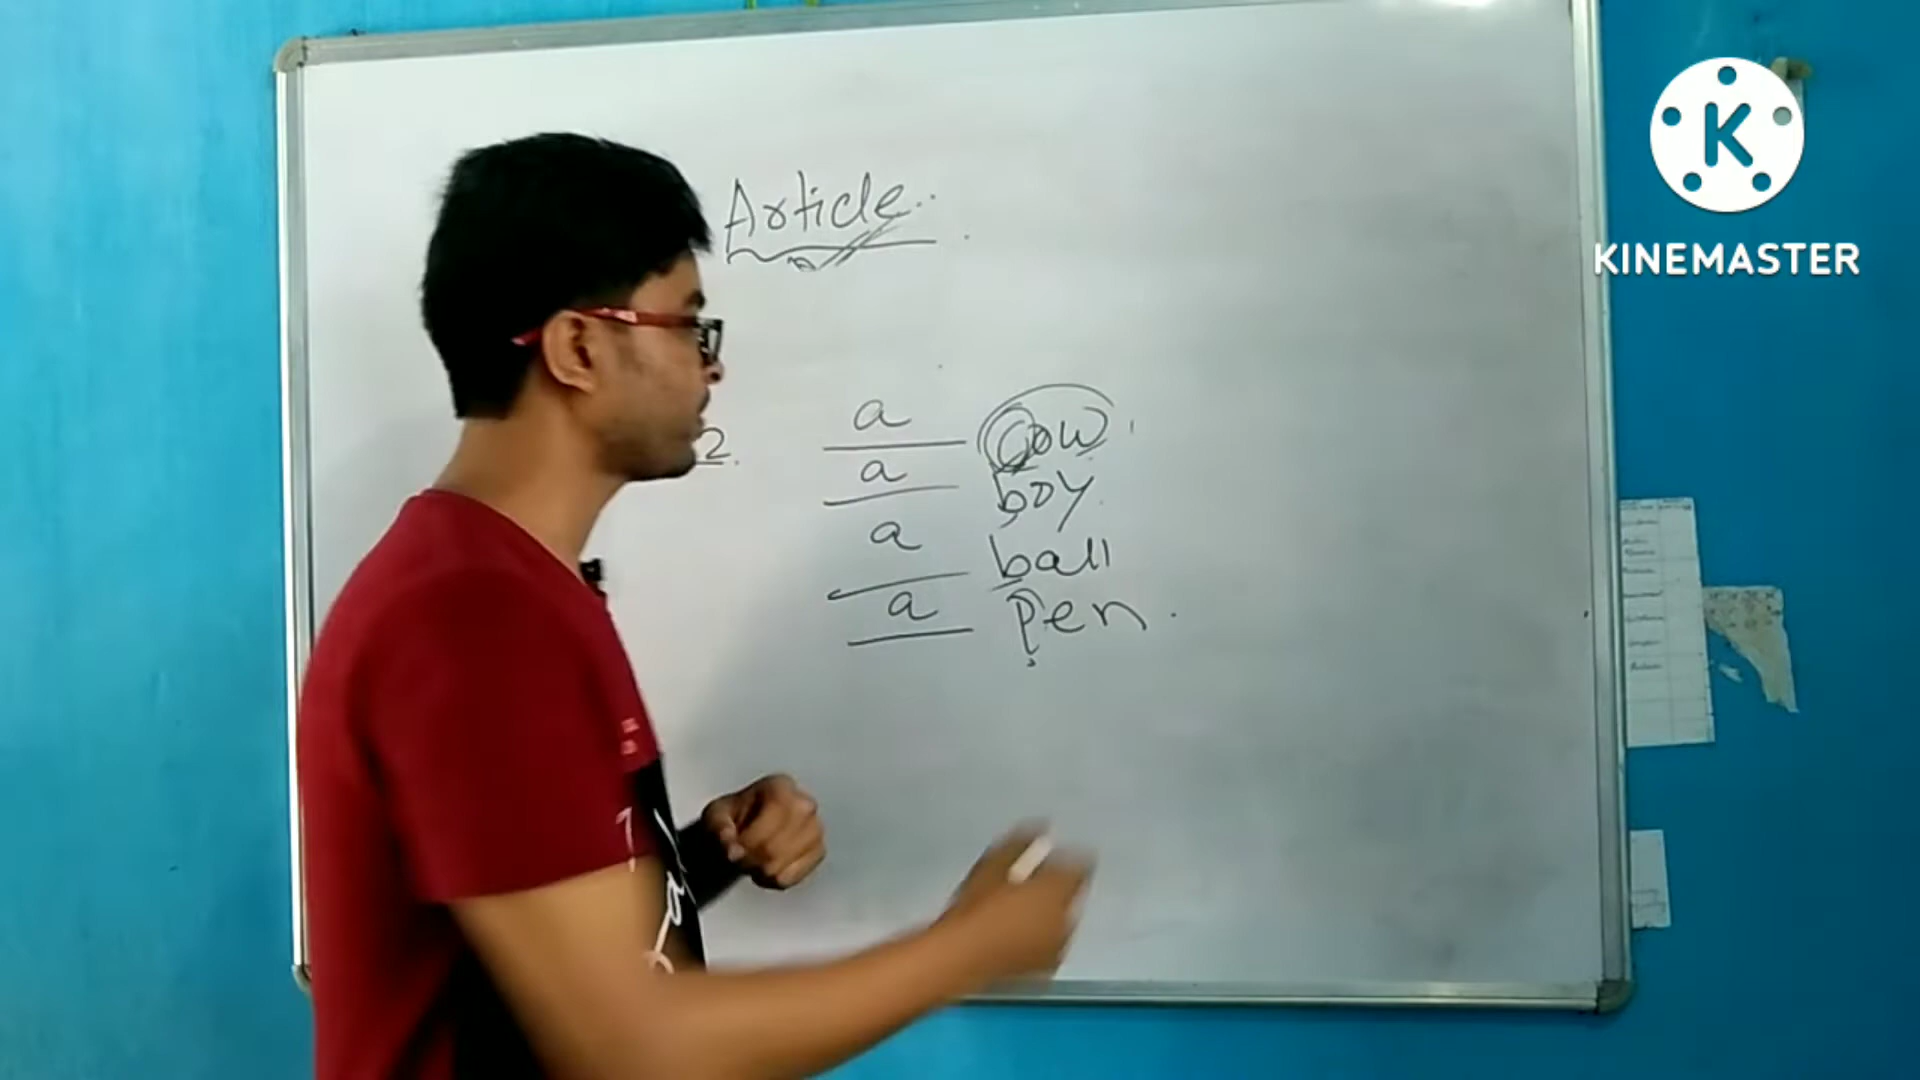 K
KINEMASTER
Article..
2.
a cow.
a boy.
a ball
a pen.